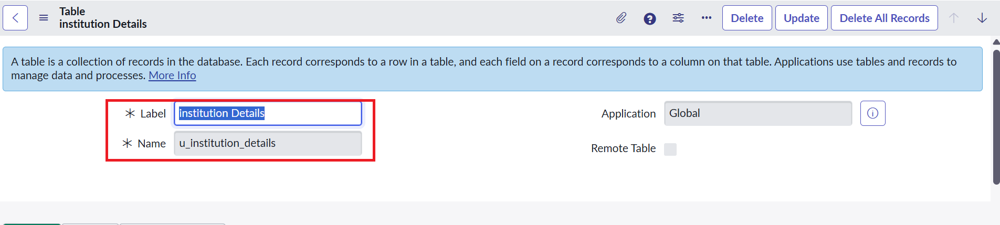 Table
institution Details
Delete
Update
Delete All Records
A table is a collection of records in the database. Each record corresponds to a row in a table, and each field on a record corresponds to a column on that table. Applications use tables and records to
manage data and processes. More Info
Label
institution Details
Application
Global
Name
u_institution_details
Remote Table